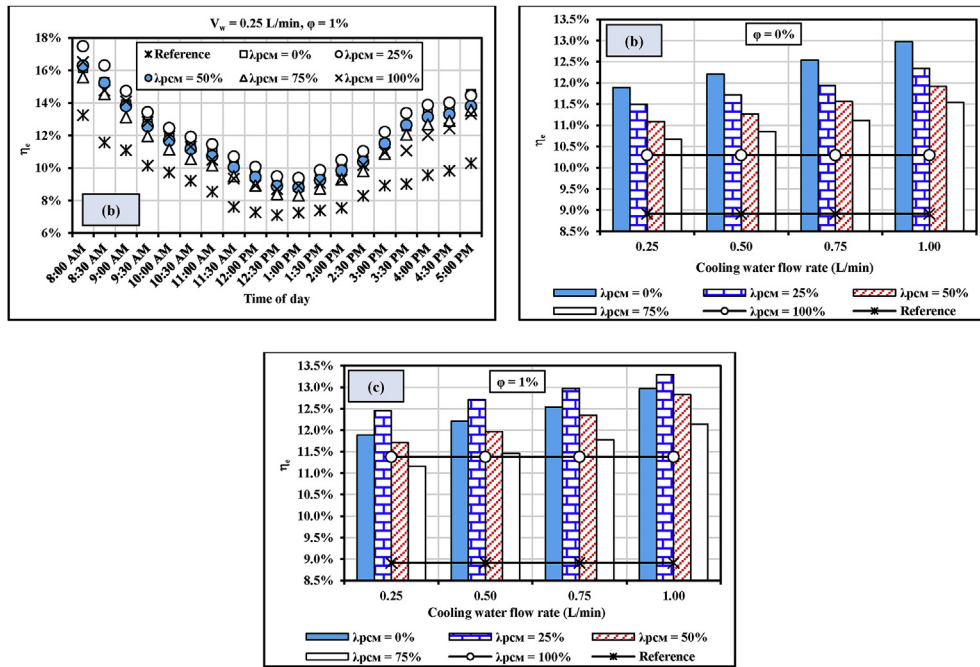 V_w = 0.25 L/min, φ = 1%
18%
16%
14%
12%
10%
8%
6%
η_e
Reference
λPCM = 0%
λPCM = 25%
λPCM = 50%
λPCM = 75%
λPCM = 100%
(b)
8:00 AM
8:30 AM
9:00 AM
9:30 AM
10:00 AM
10:30 AM
11:00 AM
11:30 AM
12:00 PM
12:30 PM
1:00 PM
1:30 PM
2:00 PM
2:30 PM
3:00 PM
3:30 PM
4:00 PM
4:30 PM
5:00 PM
Time of day
(b)
φ = 0%
13.5%
13.0%
12.5%
12.0%
11.5%
11.0%
10.5%
10.0%
9.5%
9.0%
8.5%
η_e
0.25 0.50 0.75 1.00
Cooling water flow rate (L/min)
λPCM = 0%
λPCM = 25%
λPCM = 50%
λPCM = 75%
λPCM = 100%
Reference
(c)
φ = 1%
13.5%
13.0%
12.5%
12.0%
11.5%
11.0%
10.5%
10.0%
9.5%
9.0%
8.5%
η_e
0.25 0.50 0.75 1.00
Cooling water flow rate (L/min)
λPCM = 0%
λPCM = 25%
λPCM = 50%
λPCM = 75%
λPCM = 100%
Reference